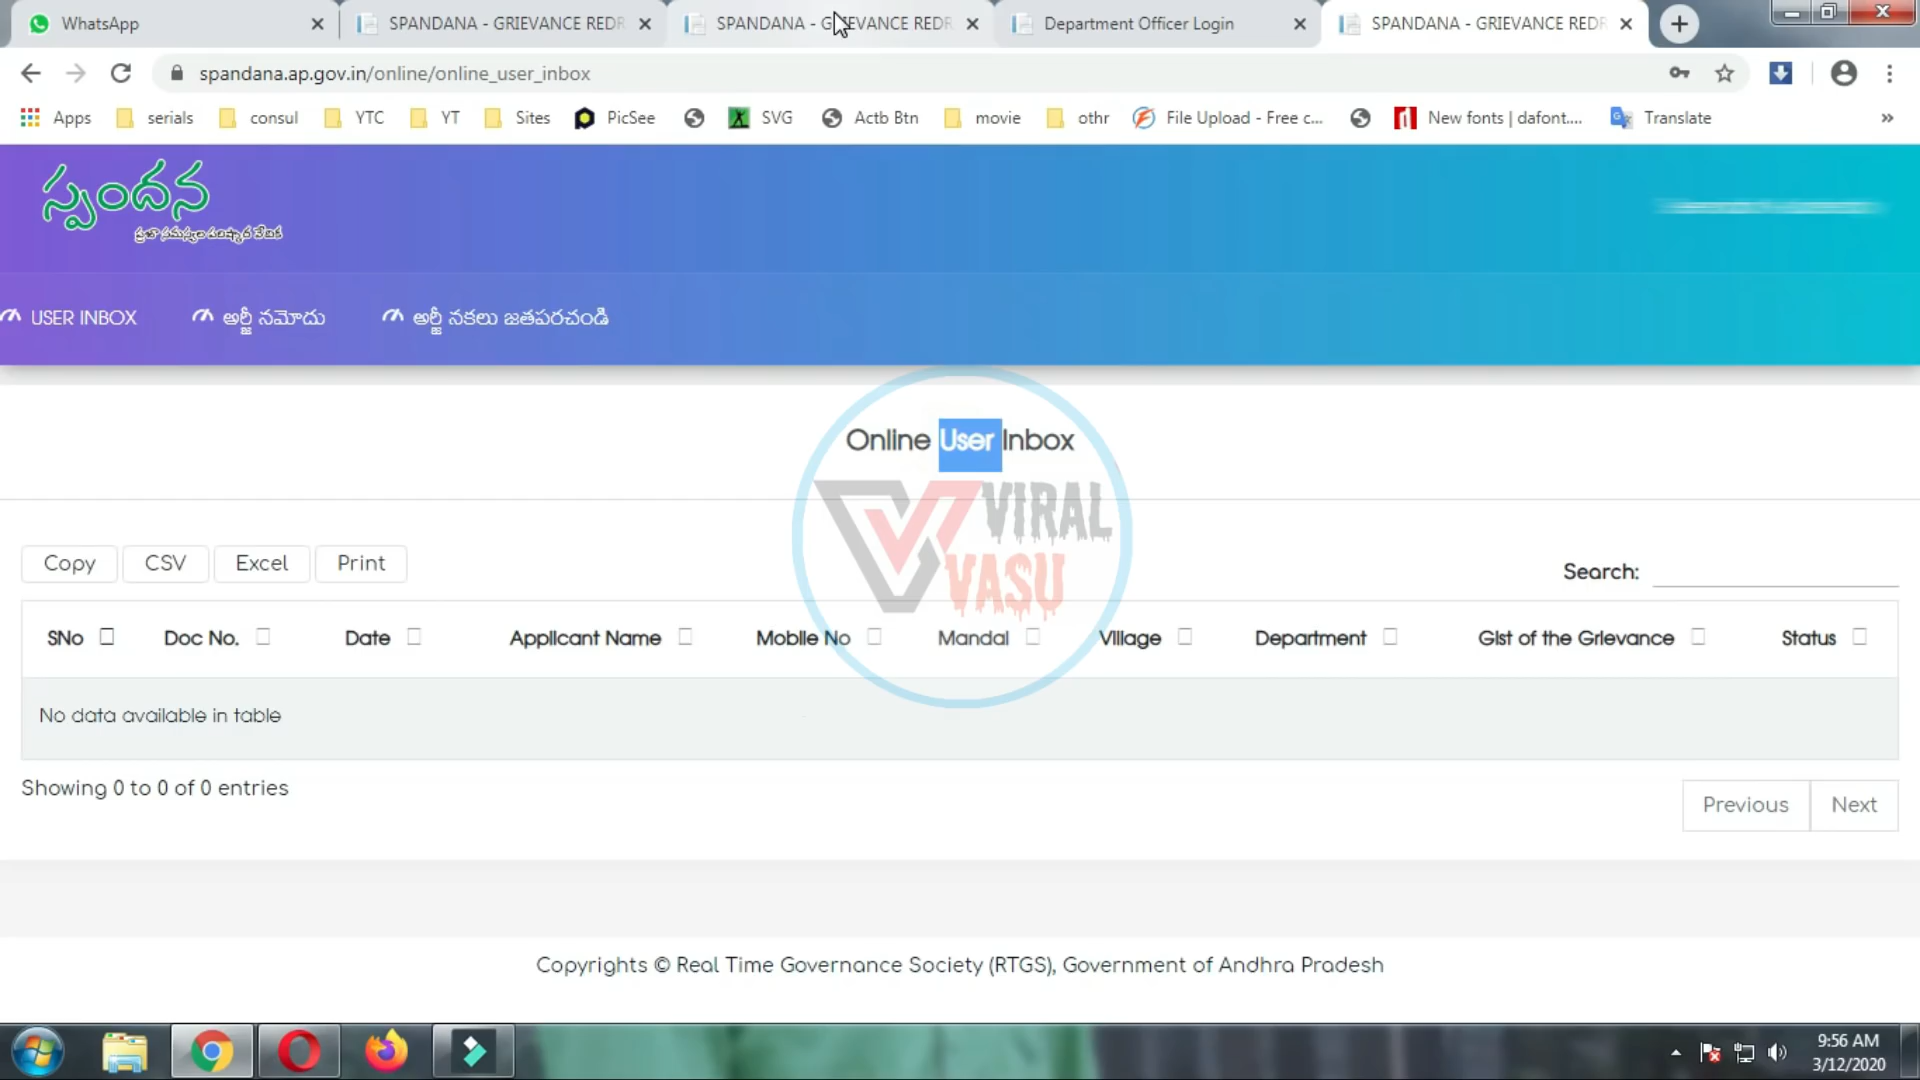 WhatsApp
SPANDANA - GRIEVANCE REDR
SPANDANA - GRIEVANCE REDR
Department Officer Login
SPANDANA - GRIEVANCE REDR
spandana.ap.gov.in/online/online_user_inbox
Apps serials consul YTC YT Sites PicSee SVG Actb Btn movie othr File Upload - Free c... New fonts | dafont.... Translate »
స్పందన
ప్రజా సమస్యల పరిష్కార వేదిక
USER INBOX అర్జీ నమోదు అర్జీ నకలు జతపరచండి
Online User Inbox
VIRAL
VASU
Copy CSV Excel Print
Search:
SNo Doc No. Date Applicant Name Mobile No Mandal Village Department Gist of the Grievance Status
No data available in table
Showing 0 to 0 of 0 entries
Previous Next
Copyrights © Real Time Governance Society (RTGS), Government of Andhra Pradesh
9:56 AM
3/12/2020